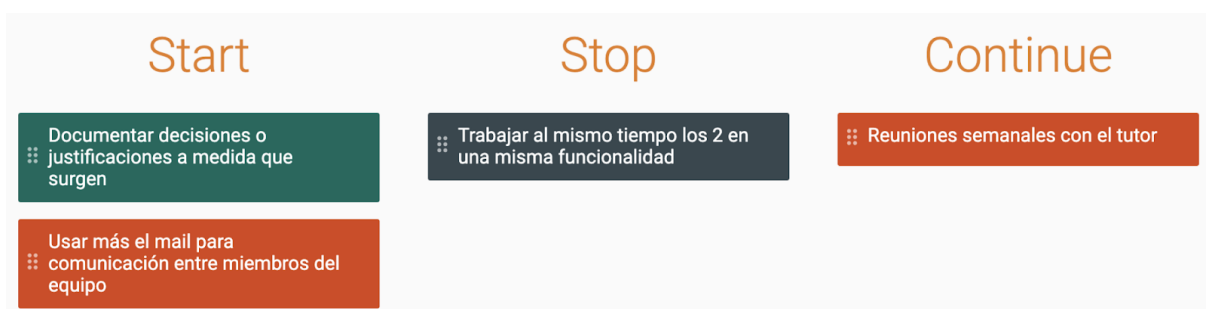 Start
Documentar decisiones o
justificaciones a medida que
surgen
Usar más el mail para
comunicación entre miembros del
equipo
Stop
Trabajar al mismo tiempo los 2 en
una misma funcionalidad
Continue
Reuniones semanales con el tutor